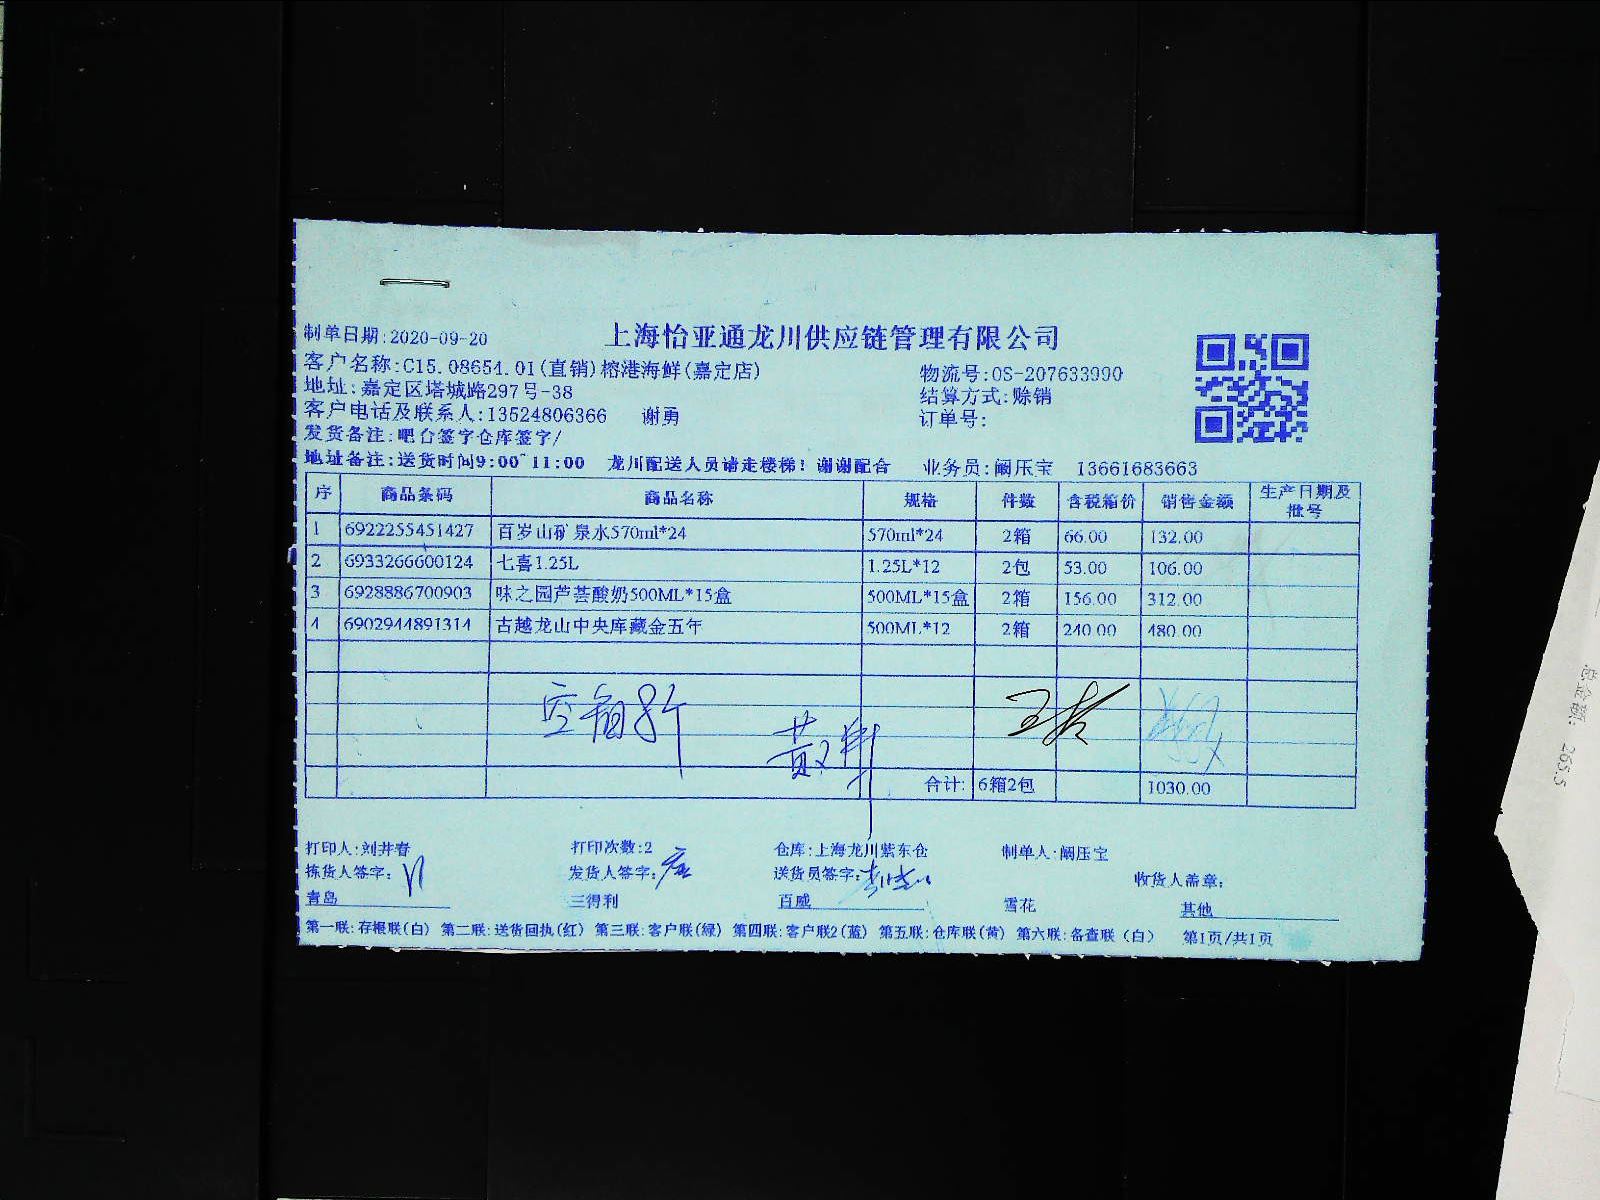 上海怡亚通龙川供应链管理有限公司
制单日期:2020-09-20
客户名称:C15.08654.01(直销)榕港海鲜(嘉定店)
物流号:OS-207633990
地址:嘉定区塔城路297号-38
结算方式:赊销
客户电话及联系人:13524806366 谢勇
订单号:
发货备注:吧台签字仓库签字/
地址备注:送货时间9:00~11:00 龙川配送人员请走楼梯!谢谢配合 业务员:阚压宝 13661683663
序 商品条码 商品名称 规格 件数 含税箱价 销售金额 生产日期及批号
1 6922255451427 百岁山矿泉水570ml*24 570ml*24 2箱 66.00 132.00
2 6933266600124 七喜1.25L 1.25L*12 2包 53.00 106.00
3 6928886700903 味之园芦荟酸奶500ML*15盒 500ML*15盒 2箱 156.00 312.00
4 6902944891314 古越龙山中央库藏金五年 500ML*12 2箱 240.00 480.00
合计: 6箱2包 1030.00
打印人:刘井春 打印次数:2 仓库:上海龙川紫东仓 制单人:阚压宝
拣货人签字: 发货人签字: 送货员签字: 收货人盖章:
青岛 三得利 百威 雪花 其他
第一联:存根联(白) 第二联:送货回执(红) 第三联:客户联(绿) 第四联:客户联2(蓝) 第五联:仓库联(黄) 第六联:备查联(白) 第1页/共1页
总金额: 265.5